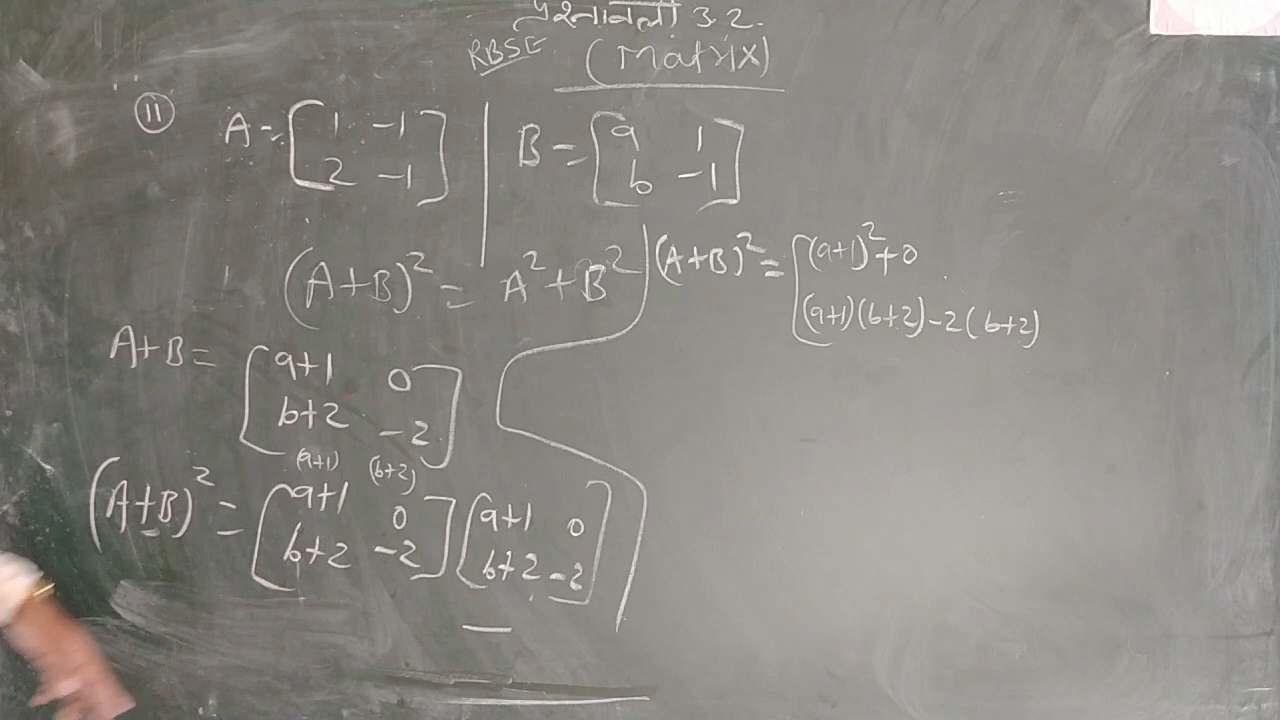 प्रश्नावली 3.2.
RBSE (Matrix)
(11) A = [1 -1
2 -1] | B = [a 1
b -1]
(A+B)² = A² + B²
A+B = [a+1 0
b+2 -2]
(a+1) (b+2)
(A+B)² = [a+1 0
b+2 -2] [a+1 0
b+2 -2]
(A+B)² = [(a+1)²+0
(a+1)(b+2)-2(b+2)